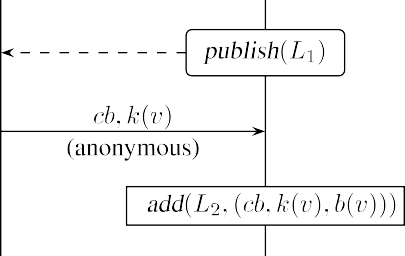 publish(L₁)
cb, k(v)
(anonymous)
add(L₂, (cb, k(v), b(v)))